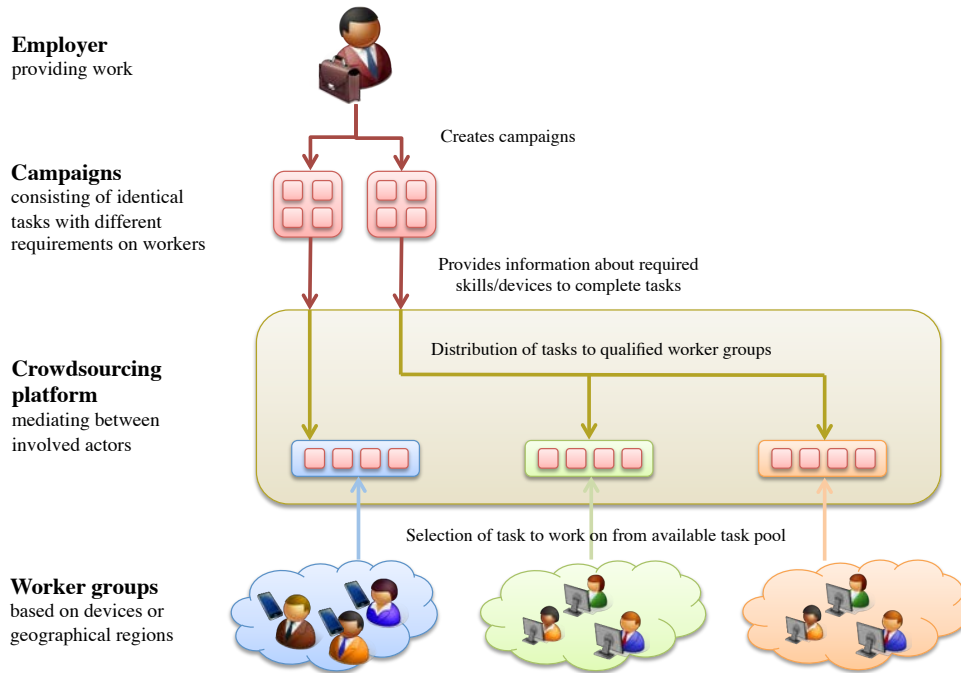 Employer
providing work
Creates campaigns
Campaigns
consisting of identical
tasks with different
requirements on workers
Provides information about required
skills/devices to complete tasks
Distribution of tasks to qualified worker groups
Crowdsourcing
platform
mediating between
involved actors
Selection of task to work on from available task pool
Worker groups
based on devices or
geographical regions